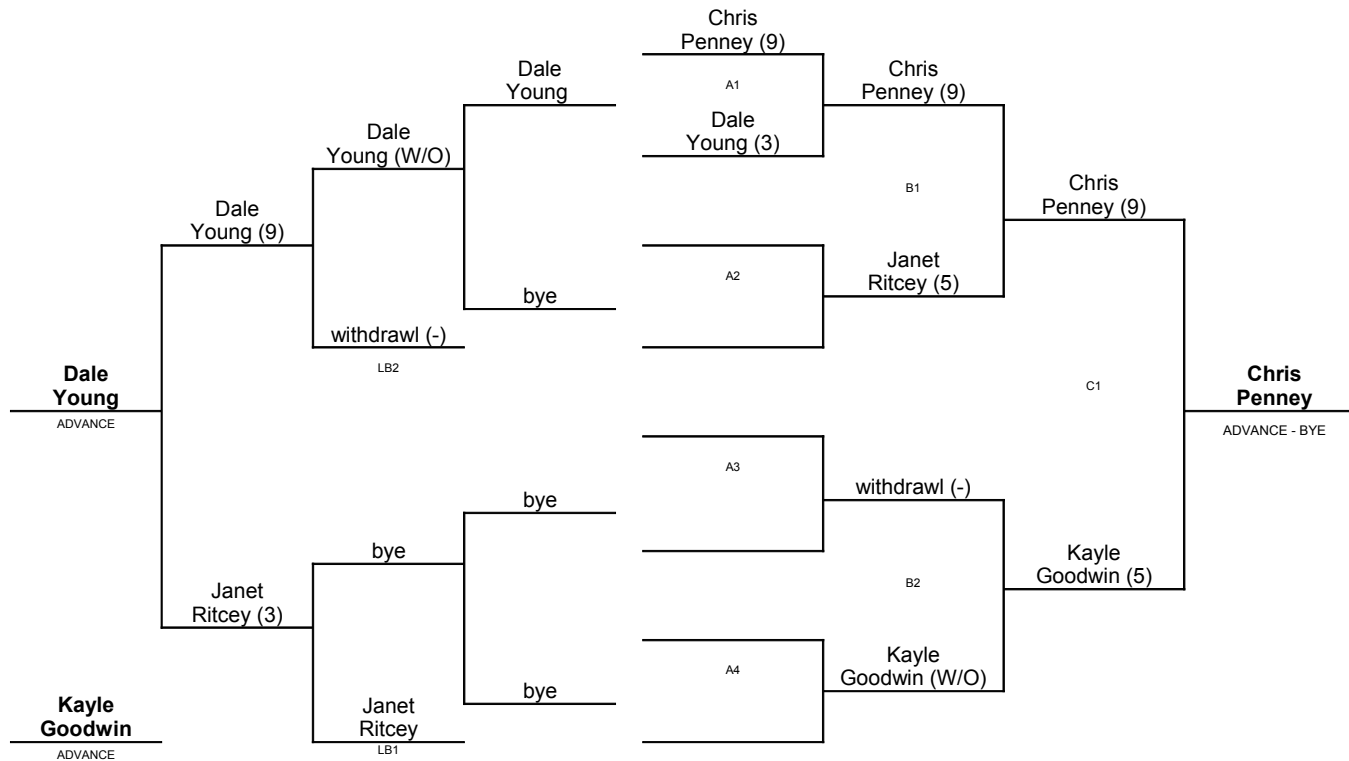 Chris
Penney (9)
Dale
Young
A1
Chris
Penney (9)
Dale
Young (W/O)
Dale
Young (3)
Dale
Young (9)
B1
Chris
Penney (9)
A2
Janet
Ritcey (5)
bye
withdrawl (-)
LB2
Dale
Young
ADVANCE
C1
Chris
Penney
ADVANCE - BYE
A3
withdrawl (-)
bye
bye
Janet
Ritcey (3)
B2
Kayle
Goodwin (5)
A4
Kayle
Goodwin (W/O)
bye
Kayle
Goodwin
ADVANCE
Janet
Ritcey
LB1